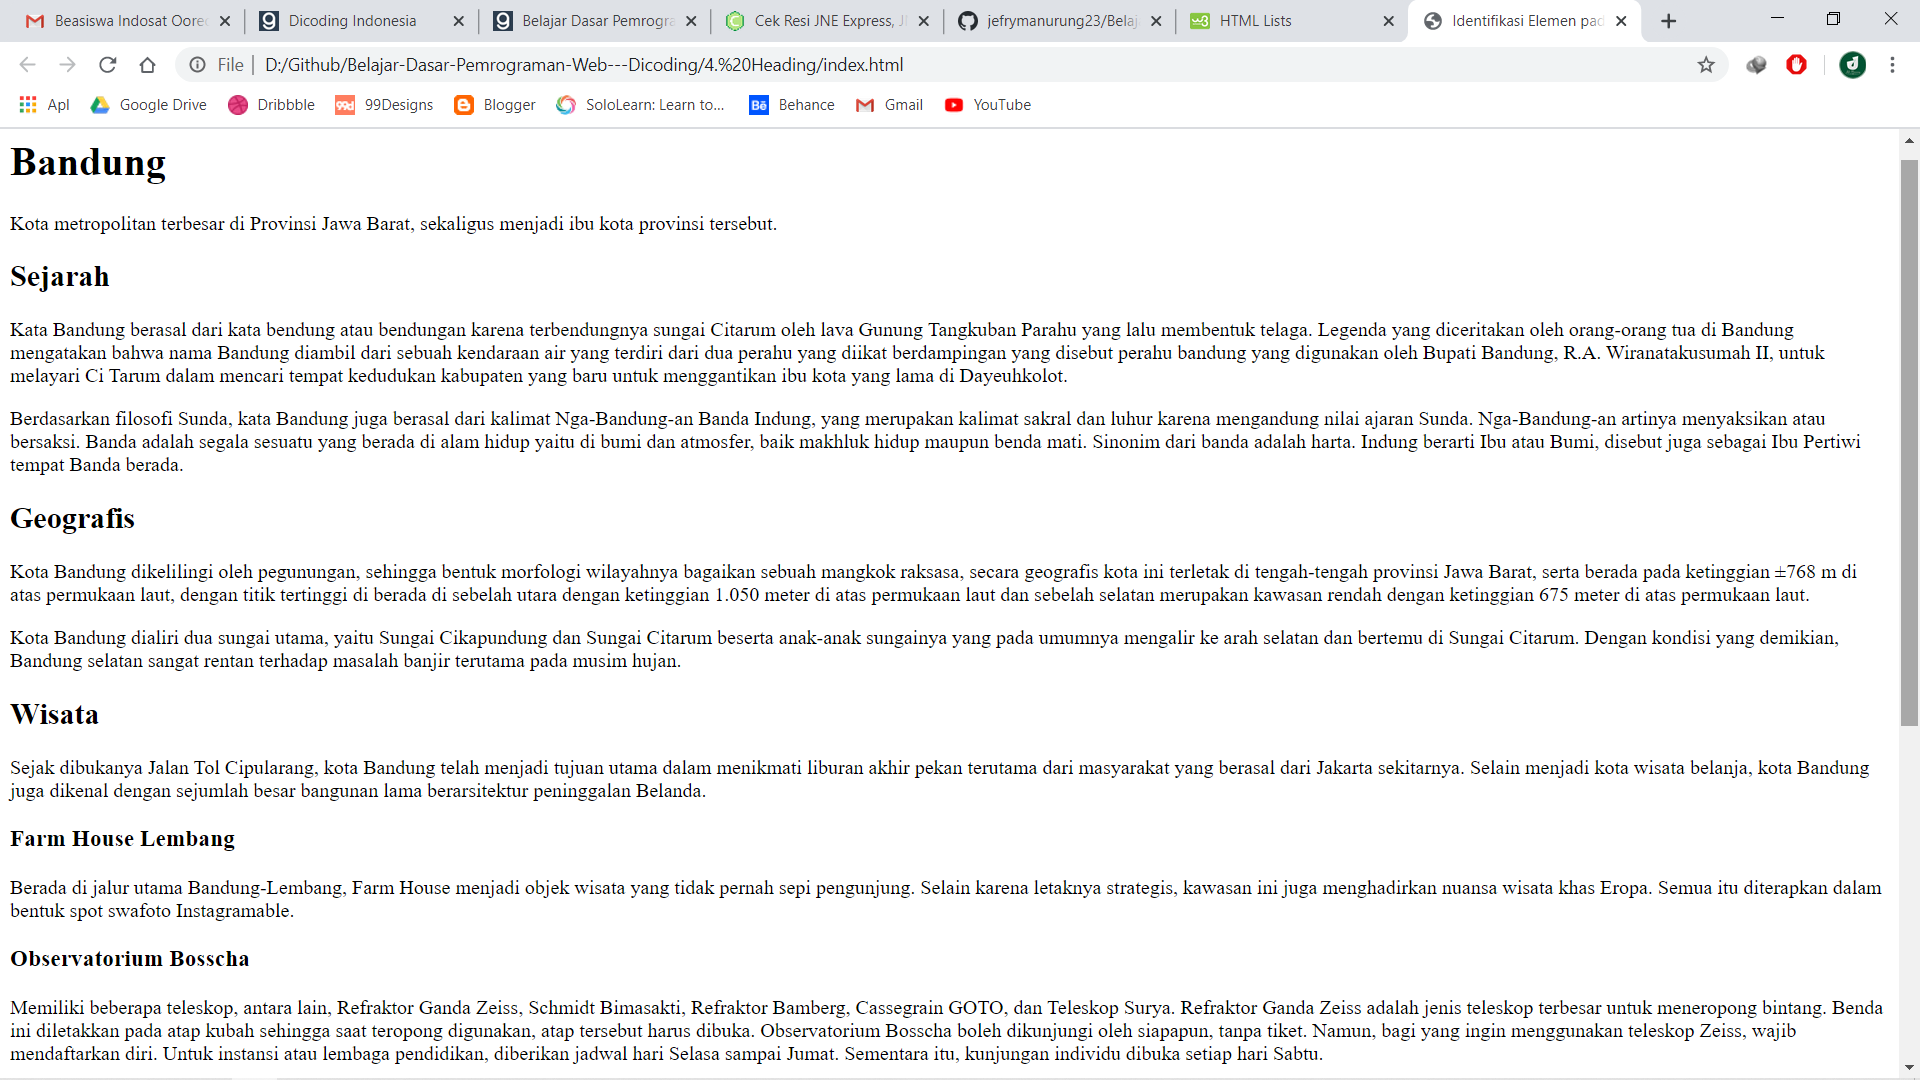 Beasiswa Indosat Oored
Dicoding Indonesia
Belajar Dasar Pemrogra
Cek Resi JNE Express, J
jefrymanurung23/Belaj
HTML Lists
Identifikasi Elemen pad
File
D:/Github/Belajar-Dasar-Pemrograman-Web---Dicoding/4.%20Heading/index.html
Apl
Google Drive
Dribbble
99d
99Designs
Blogger
SoloLearn: Learn to...
Bē
Behance
Gmail
YouTube
Bandung
Kota metropolitan terbesar di Provinsi Jawa Barat, sekaligus menjadi ibu kota provinsi tersebut.
Sejarah
Kata Bandung berasal dari kata bendung atau bendungan karena terbendungnya sungai Citarum oleh lava Gunung Tangkuban Parahu yang lalu membentuk telaga. Legenda yang diceritakan oleh orang-orang tua di Bandung
mengatakan bahwa nama Bandung diambil dari sebuah kendaraan air yang terdiri dari dua perahu yang diikat berdampingan yang disebut perahu bandung yang digunakan oleh Bupati Bandung, R.A. Wiranatakusumah II, untuk
melayari Ci Tarum dalam mencari tempat kedudukan kabupaten yang baru untuk menggantikan ibu kota yang lama di Dayeuhkolot.
Berdasarkan filosofi Sunda, kata Bandung juga berasal dari kalimat Nga-Bandung-an Banda Indung, yang merupakan kalimat sakral dan luhur karena mengandung nilai ajaran Sunda. Nga-Bandung-an artinya menyaksikan atau
bersaksi. Banda adalah segala sesuatu yang berada di alam hidup yaitu di bumi dan atmosfer, baik makhluk hidup maupun benda mati. Sinonim dari banda adalah harta. Indung berarti Ibu atau Bumi, disebut juga sebagai Ibu Pertiwi
tempat Banda berada.
Geografis
Kota Bandung dikelilingi oleh pegunungan, sehingga bentuk morfologi wilayahnya bagaikan sebuah mangkok raksasa, secara geografis kota ini terletak di tengah-tengah provinsi Jawa Barat, serta berada pada ketinggian ±768 m di
atas permukaan laut, dengan titik tertinggi di berada di sebelah utara dengan ketinggian 1.050 meter di atas permukaan laut dan sebelah selatan merupakan kawasan rendah dengan ketinggian 675 meter di atas permukaan laut.
Kota Bandung dialiri dua sungai utama, yaitu Sungai Cikapundung dan Sungai Citarum beserta anak-anak sungainya yang pada umumnya mengalir ke arah selatan dan bertemu di Sungai Citarum. Dengan kondisi yang demikian,
Bandung selatan sangat rentan terhadap masalah banjir terutama pada musim hujan.
Wisata
Sejak dibukanya Jalan Tol Cipularang, kota Bandung telah menjadi tujuan utama dalam menikmati liburan akhir pekan terutama dari masyarakat yang berasal dari Jakarta sekitarnya. Selain menjadi kota wisata belanja, kota Bandung
juga dikenal dengan sejumlah besar bangunan lama berarsitektur peninggalan Belanda.
Farm House Lembang
Berada di jalur utama Bandung-Lembang, Farm House menjadi objek wisata yang tidak pernah sepi pengunjung. Selain karena letaknya strategis, kawasan ini juga menghadirkan nuansa wisata khas Eropa. Semua itu diterapkan dalam
bentuk spot swafoto Instagramable.
Observatorium Bosscha
Memiliki beberapa teleskop, antara lain, Refraktor Ganda Zeiss, Schmidt Bimasakti, Refraktor Bamberg, Cassegrain GOTO, dan Teleskop Surya. Refraktor Ganda Zeiss adalah jenis teleskop terbesar untuk meneropong bintang. Benda
ini diletakkan pada atap kubah sehingga saat teropong digunakan, atap tersebut harus dibuka. Observatorium Bosscha boleh dikunjungi oleh siapapun, tanpa tiket. Namun, bagi yang ingin menggunakan teleskop Zeiss, wajib
mendaftarkan diri. Untuk instansi atau lembaga pendidikan, diberikan jadwal hari Selasa sampai Jumat. Sementara itu, kunjungan individu dibuka setiap hari Sabtu.